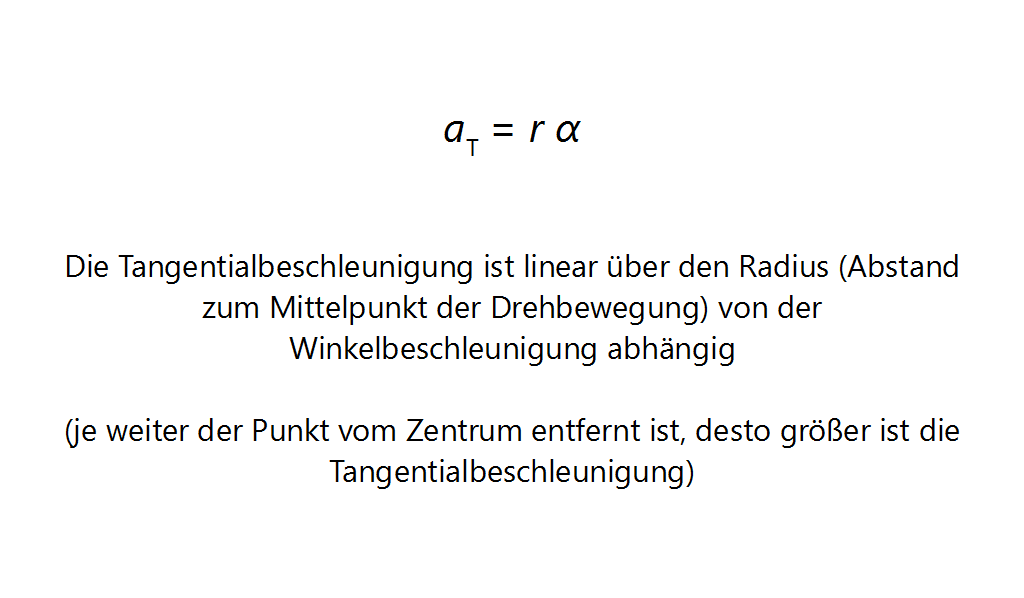 a_T = r α
Die Tangentialbeschleunigung ist linear über den Radius (Abstand
zum Mittelpunkt der Drehbewegung) von der
Winkelbeschleunigung abhängig
(je weiter der Punkt vom Zentrum entfernt ist, desto größer ist die
Tangentialbeschleunigung)